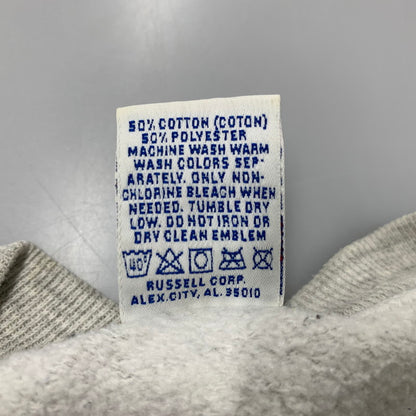 50% COTTON (COTON)
50% POLYESTER
MACHINE WASH WARM
WASH COLORS SEP-
ARATELY. ONLY NON-
CHLORINE BLEACH WHEN
NEEDED. TUMBLE DRY
LOW. DO NOT IRON OR
DRY CLEAN EMBLEM
40
RUSSELL CORP.
ALEX. CITY, AL. 35010